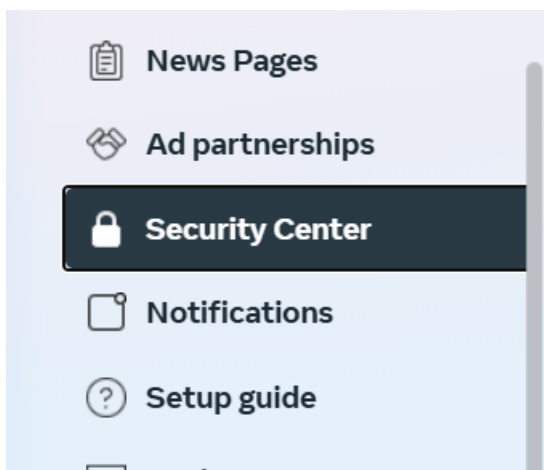 News Pages
Ad partnerships
Security Center
Notifications
Setup guide